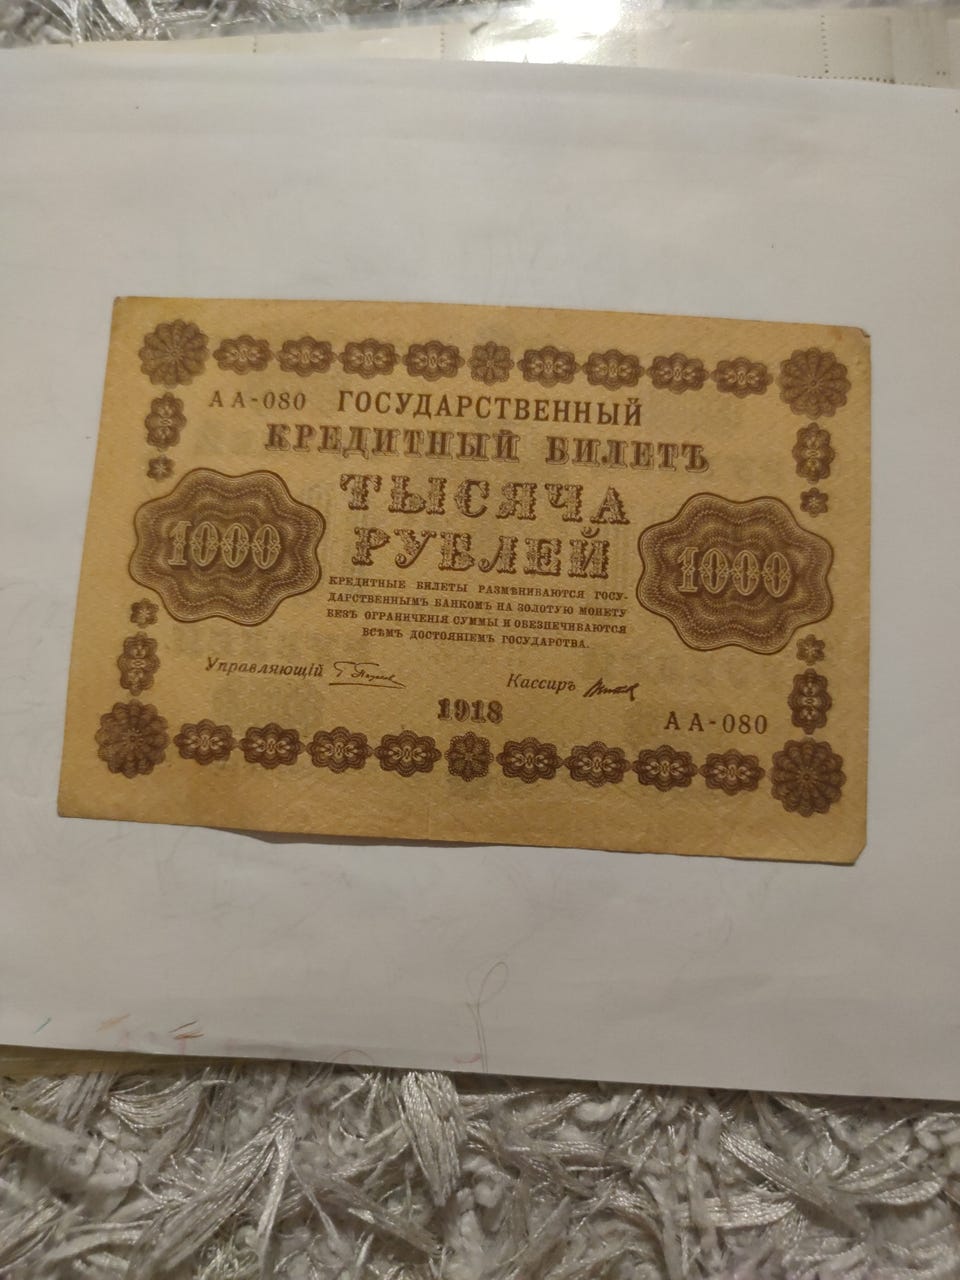 АА-080 ГОСУДАРСТВЕННЫЙ
КРЕДИТНЫЙ БИЛЕТЪ
ТЫСЯЧА
РУБЛЕЙ
1000
1000
КРЕДИТНЫЕ БИЛЕТЫ РАЗМѢНИВАЮТСЯ ГОСУ-
ДАРСТВЕННЫМЪ БАНКОМЪ НА ЗОЛОТУЮ МОНЕТУ
БЕЗЪ ОГРАНИЧЕНІЯ СУММЫ И ОБЕЗПЕЧИВАЮТСЯ
ВСѢМЪ ДОСТОЯНІЕМЪ ГОСУДАРСТВА.
Управляющій
Кассиръ
1918
АА-080